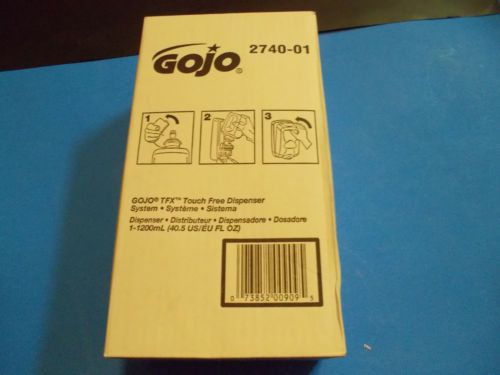 GOJO® 2740-01
1 2 3
GOJO® TFX™ Touch Free Dispenser
System • Système • Sistema
Dispenser • Distributeur • Dispensadore • Dosadore
1-1200mL (40.5 US/EU FL OZ)
0 73852 00909 5